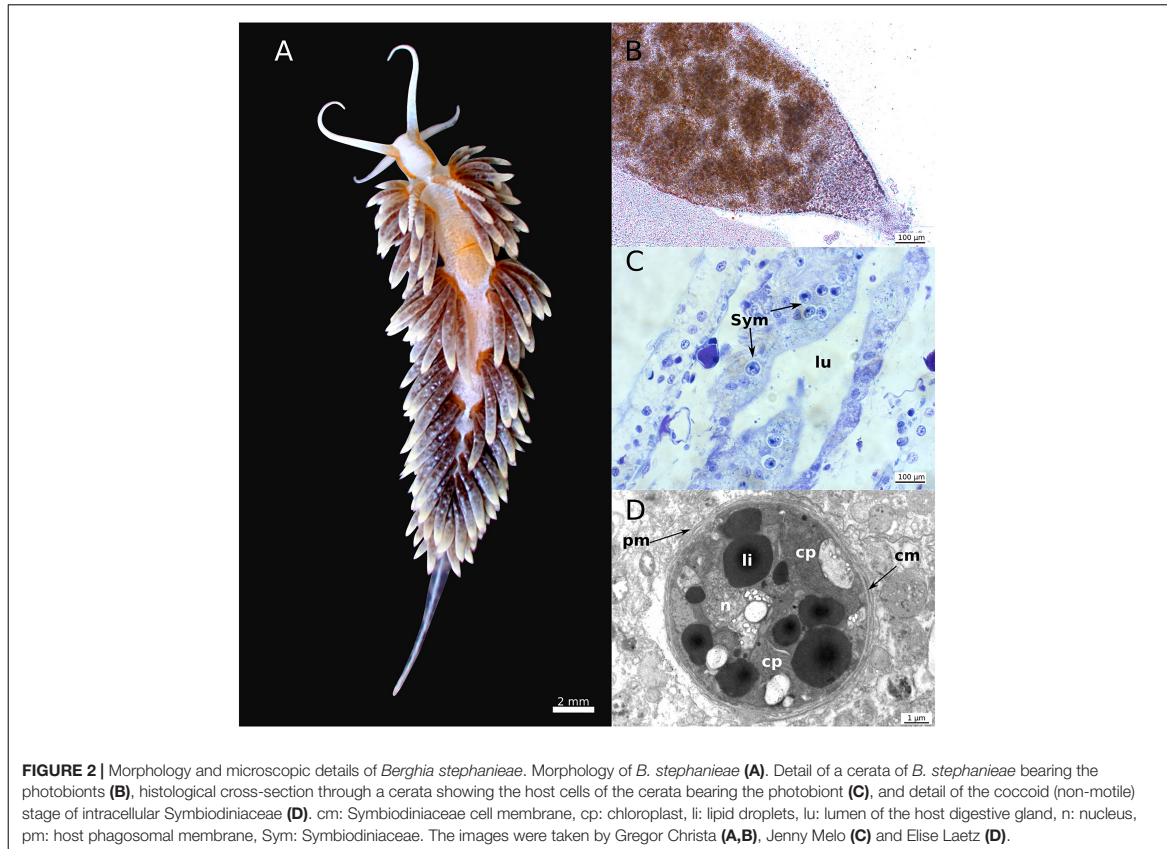 A
2 mm
B
100 µm
C
Sym
lu
100 µm
D
pm
li
cp
cm
n
cp
1 µm
FIGURE 2 | Morphology and microscopic details of Berghia stephanieae. Morphology of B. stephanieae (A). Detail of a cerata of B. stephanieae bearing the
photobionts (B), histological cross-section through a cerata showing the host cells of the cerata bearing the photobiont (C), and detail of the coccoid (non-motile)
stage of intracellular Symbiodiniaceae (D). cm: Symbiodiniaceae cell membrane, cp: chloroplast, li: lipid droplets, lu: lumen of the host digestive gland, n: nucleus,
pm: host phagosomal membrane, Sym: Symbiodiniaceae. The images were taken by Gregor Christa (A,B), Jenny Melo (C) and Elise Laetz (D).